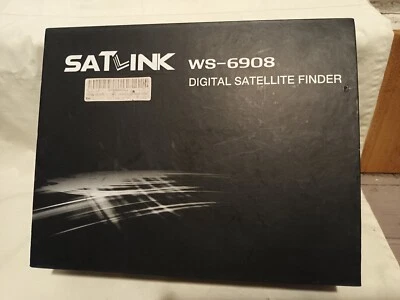 SATLINK WS-6908
DIGITAL SATELLITE FINDER